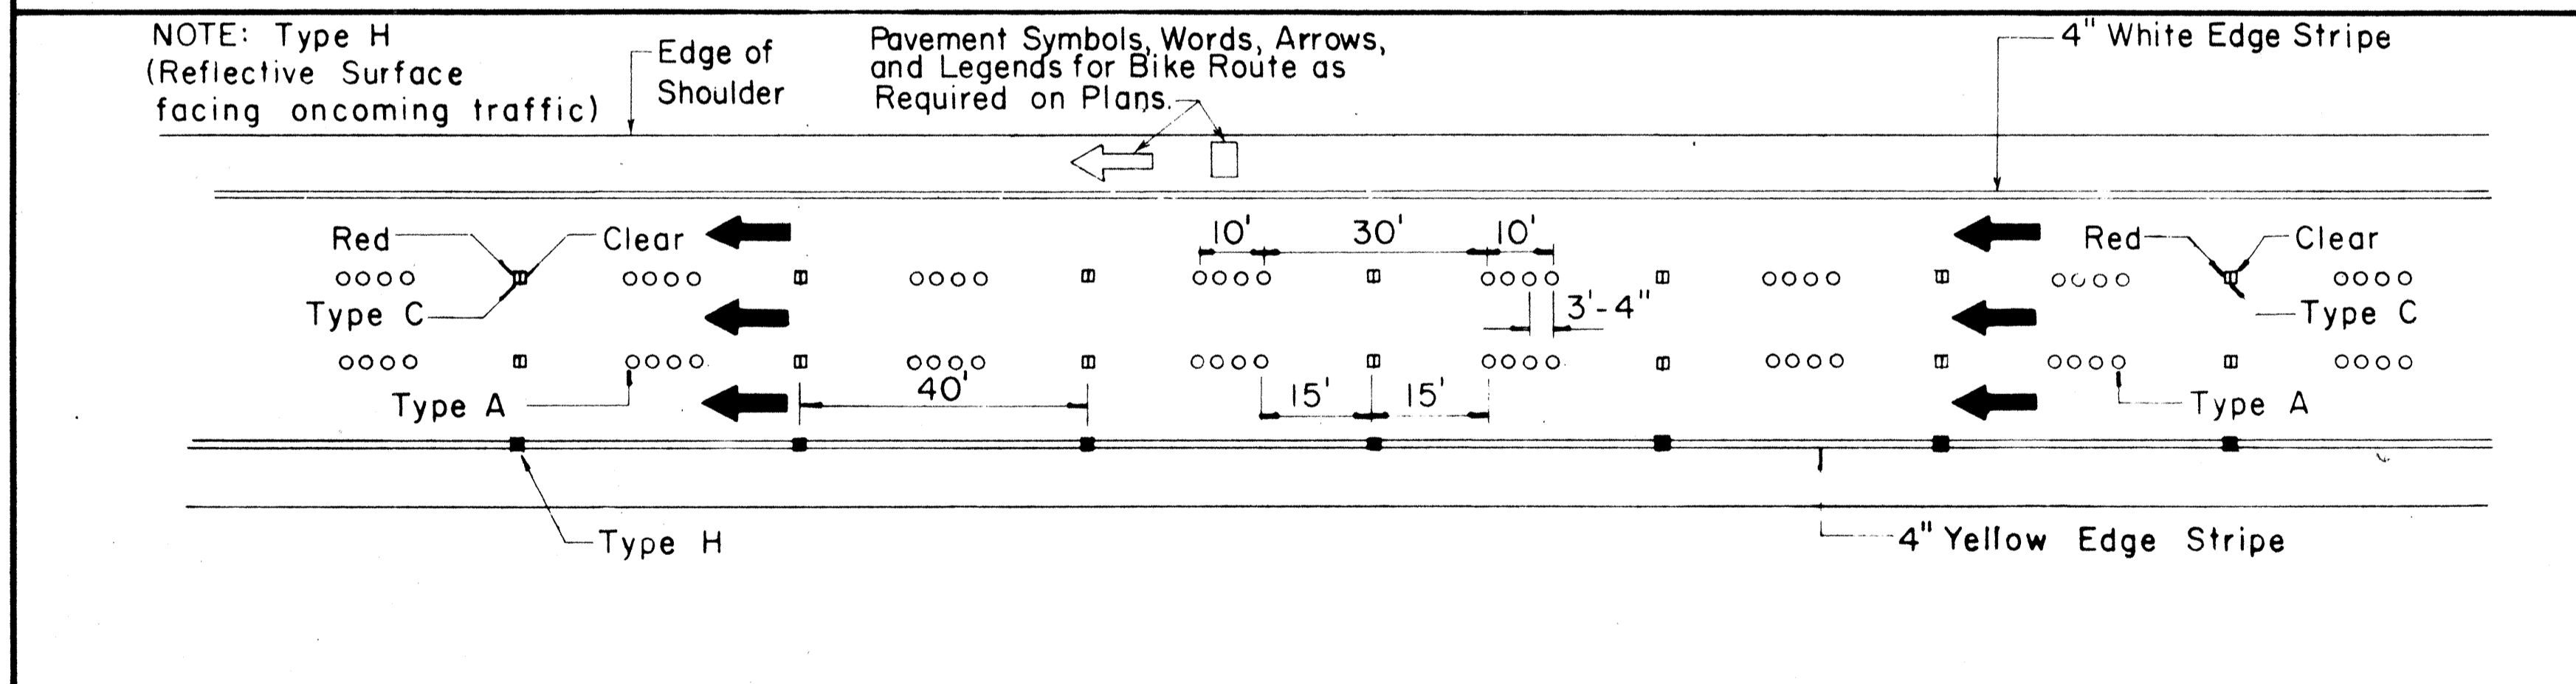 NOTE: Type H
(Reflective Surface
facing oncoming traffic)
Edge of
Shoulder
Pavement Symbols, Words, Arrows,
and Legends for Bike Route as
Required on Plans.
4" White Edge Stripe
Red
Clear
10'
30'
10'
Red
Clear
Type C
3'-4"
Type C
Type A
40'
15'
15'
Type A
Type H
4" Yellow Edge Stripe